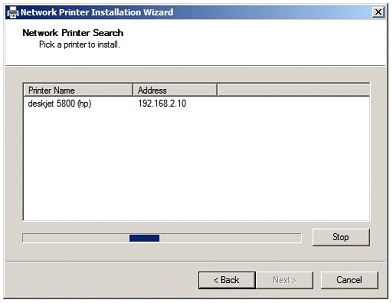 Network Printer Installation Wizard
Network Printer Search
Pick a printer to install.
Printer Name Address
deskjet 5800 (hp) 192.168.2.10
Stop
< Back Next > Cancel